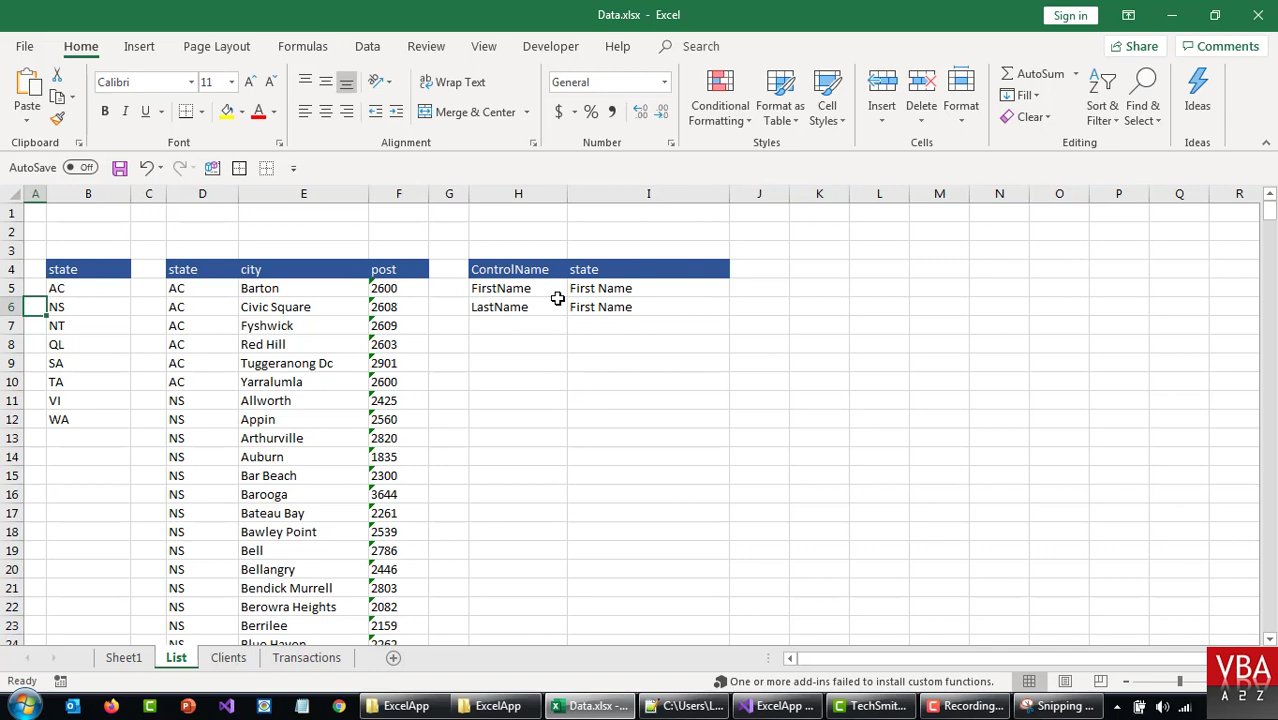 Data.xlsx - Excel
Sign in
File Home Insert Page Layout Formulas Data Review View Developer Help Search Share Comments
Paste
Calibri 11
B I U
Wrap Text
Merge & Center
General
$ % ,
Conditional Formatting
Format as Table
Cell Styles
Insert Delete Format
AutoSum
Fill
Clear
Sort & Filter
Find & Select
Ideas
Clipboard Font Alignment Number Styles Cells Editing Ideas
AutoSave Off
A B C D E F G H I J K L M N O P Q R
1
2
3
4 state state city post ControlName state
5 AC AC Barton 2600 FirstName First Name
6 NS AC Civic Square 2608 LastName First Name
7 NT AC Fyshwick 2609
8 QL AC Red Hill 2603
9 SA AC Tuggeranong Dc 2901
10 TA AC Yarralumla 2600
11 VI NS Allworth 2425
12 WA NS Appin 2560
13 NS Arthurville 2820
14 NS Auburn 1835
15 NS Bar Beach 2300
16 NS Barooga 3644
17 NS Bateau Bay 2261
18 NS Bawley Point 2539
19 NS Bell 2786
20 NS Bellangry 2446
21 NS Bendick Murrell 2803
22 NS Berowra Heights 2082
23 NS Berrilee 2159
24 NS Blue Haven 2262
Sheet1 List Clients Transactions
Ready
One or more add-ins failed to install custom functions.
VBA
A2Z
ExcelApp
ExcelApp
Data.xlsx -...
C:\Users\L...
ExcelApp ...
TechSmith...
Recording...
Snipping ...